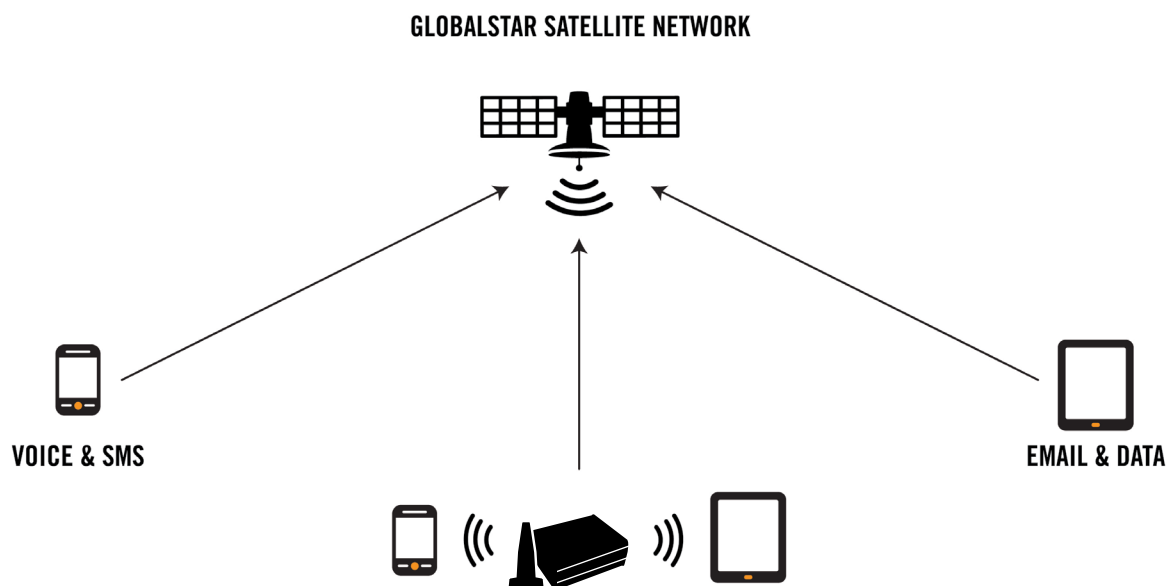 GLOBALSTAR SATELLITE NETWORK
VOICE & SMS
EMAIL & DATA